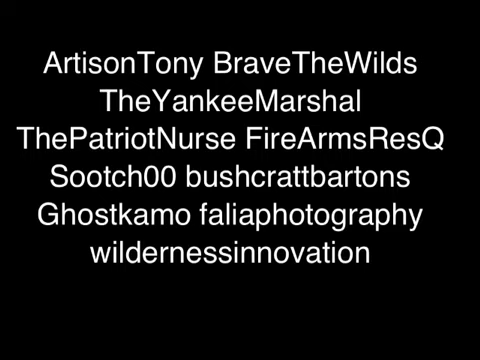 ArtisonTony BraveTheWilds
TheYankeeMarshal
ThePatriotNurse FireArmsResQ
Sootch00 bushcrattbartons
Ghostkamo faliaphotography
wildernessinnovation